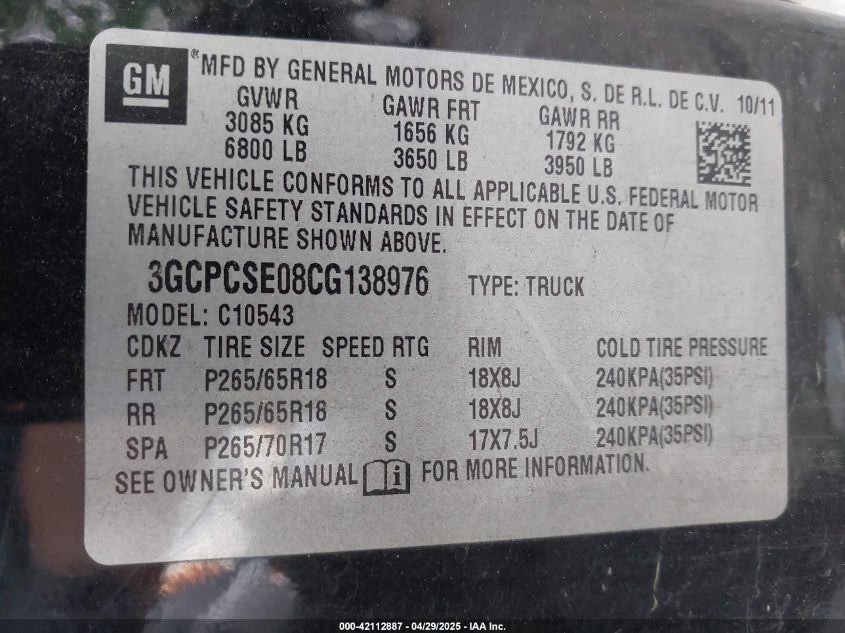 GM
®MFD BY GENERAL MOTORS DE MEXICO, S. DE R.L. DE C.V. 10/11
GVWR GAWR FRT GAWR RR
3085 KG 1656 KG 1792 KG
6800 LB 3650 LB 3950 LB
THIS VEHICLE CONFORMS TO ALL APPLICABLE U.S. FEDERAL MOTOR
VEHICLE SAFETY STANDARDS IN EFFECT ON THE DATE OF
MANUFACTURE SHOWN ABOVE.
3GCPCSE08CG138976 TYPE: TRUCK
MODEL: C10543
CDKZ TIRE SIZE SPEED RTG RIM COLD TIRE PRESSURE
FRT P265/65R18 S 18X8J 240KPA(35PSI)
RR P265/65R18 S 18X8J 240KPA(35PSI)
SPA P265/70R17 S 17X7.5J 240KPA(35PSI)
SEE OWNER'S MANUAL i FOR MORE INFORMATION.
000-42112887 - 04/29/2025 - IAA Inc.